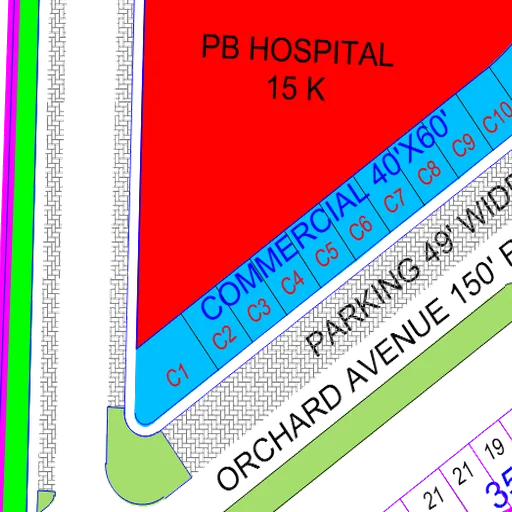 PB HOSPITAL
15 K
COMMERCIAL 40'X60'
C1
C2
C3
C4
C5
C6
C7
C8
C9
C10
PARKING 49' WIDE
ORCHARD AVENUE 150'
21
21
19